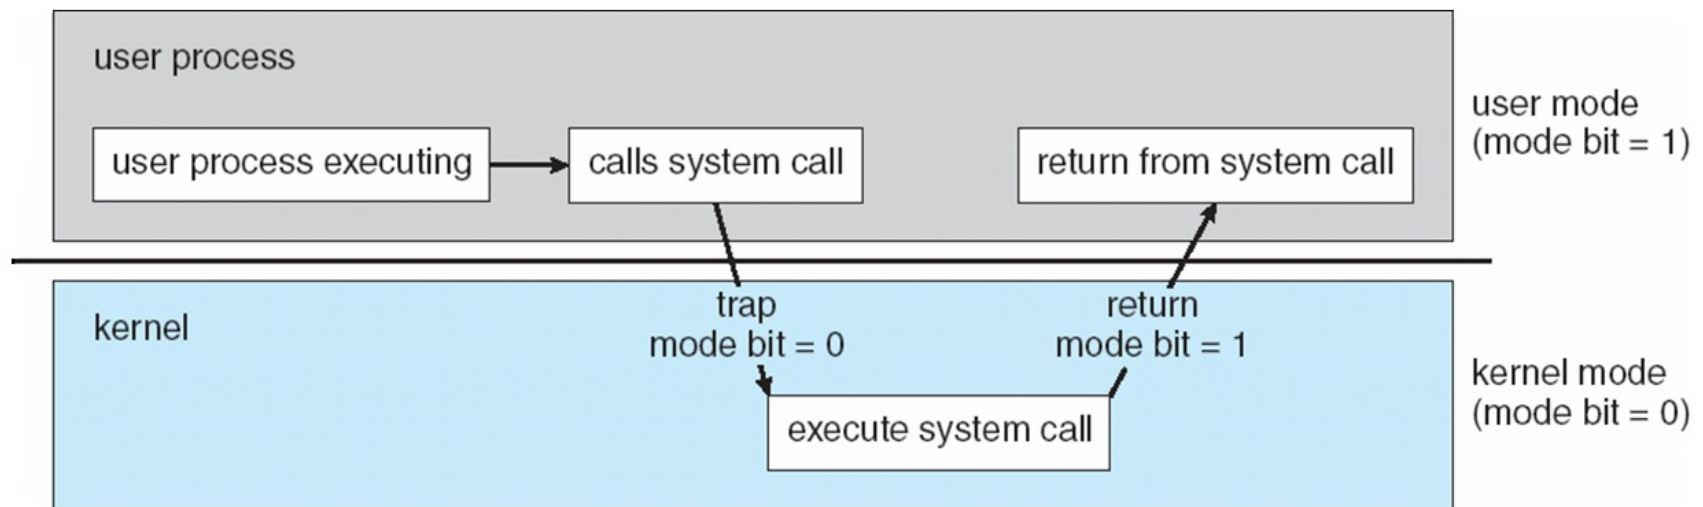 user process
user process executing
calls system call
return from system call
user mode
(mode bit = 1)
kernel
trap
mode bit = 0
return
mode bit = 1
execute system call
kernel mode
(mode bit = 0)